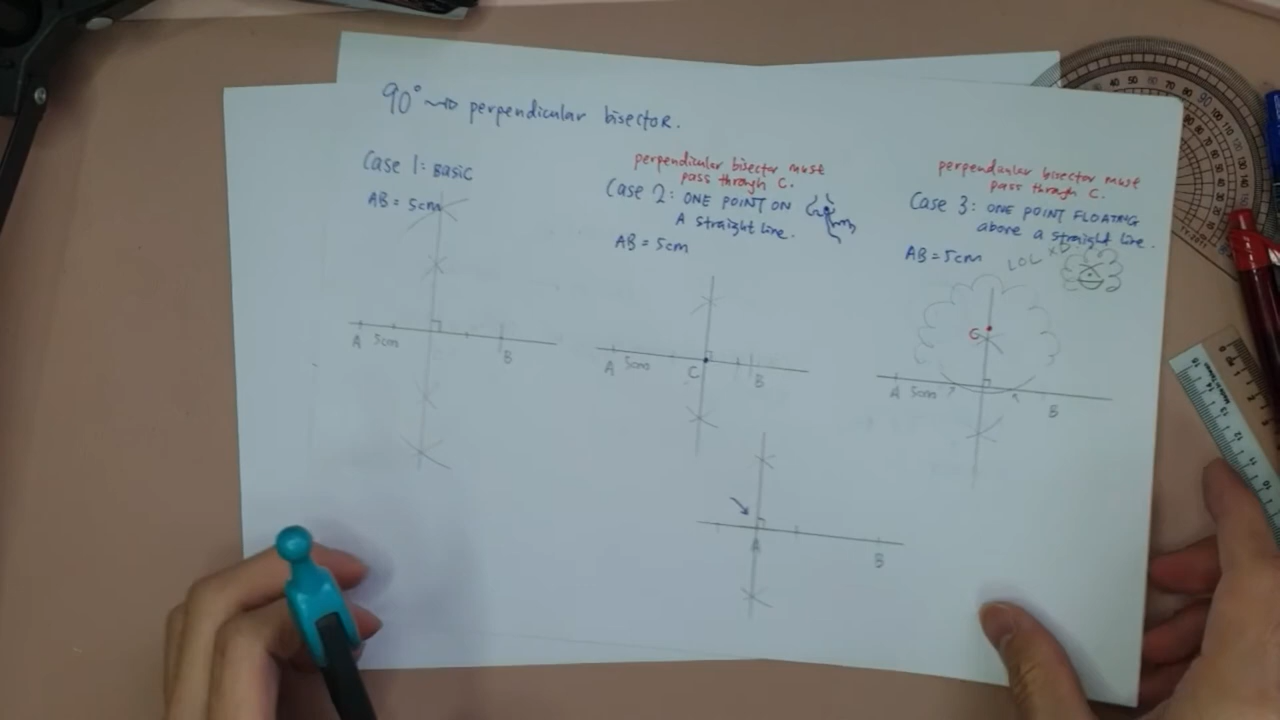 90° ⟿ perpendicular bisector.
Case 1: BASIC
AB = 5cm
A 5cm B
perpendicular bisector must
pass through C.
Case 2: ONE POINT ON
A straight line.
AB = 5cm
A 5cm C B
A B
perpendicular bisector must
pass through C.
Case 3: ONE POINT FLOATING
above a straight line.
AB = 5cm LOL XD
C
A 5cm B